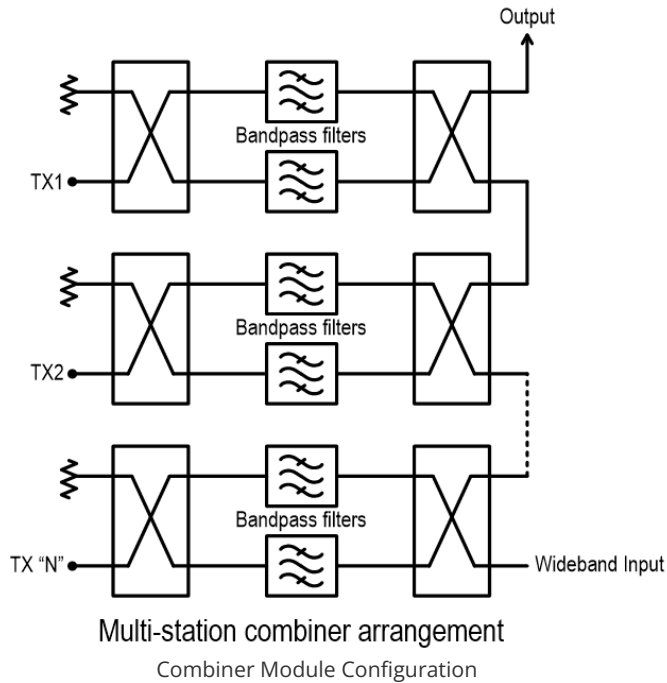 Output
Bandpass filters
TX1
Bandpass filters
TX2
Bandpass filters
TX “N”
Wideband Input
Multi-station combiner arrangement
Combiner Module Configuration